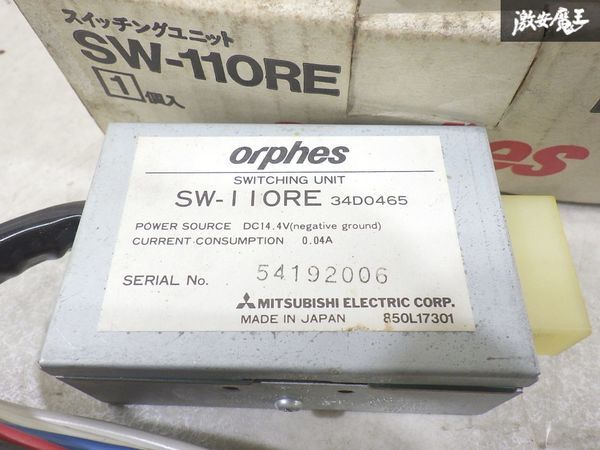 激安魔王
スイッチングユニット
SW-110RE
1個入
orphes
SWITCHING UNIT
SW-110RE 34D0465
POWER SOURCE DC14.4V(negative ground)
CURRENT CONSUMPTION 0.04A
SERIAL No. 54192006
MITSUBISHI ELECTRIC CORP.
MADE IN JAPAN 850L17301